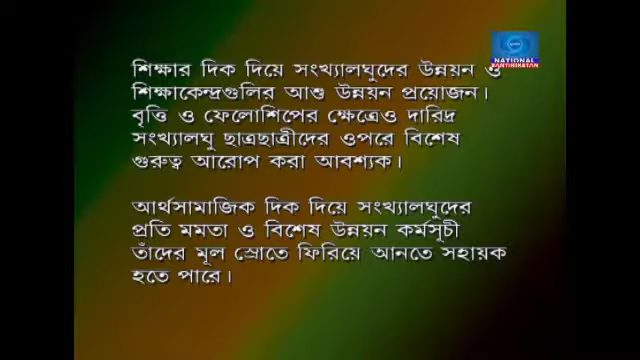 NATIONAL
SANTINIKETAN
শিক্ষার দিক দিয়ে সংখ্যালঘুদের উন্নয়ন ও
শিক্ষাকেন্দ্রগুলির আশু উন্নয়ন প্রয়োজন।
বৃত্তি ও ফেলোশিপের ক্ষেত্রেও দারিদ্র
সংখ্যালঘু ছাত্রছাত্রীদের ওপরে বিশেষ
গুরুত্ব আরোপ করা আবশ্যক।
আর্থসামাজিক দিক দিয়ে সংখ্যালঘুদের
প্রতি মমতা ও বিশেষ উন্নয়ন কর্মসূচী
তাঁদের মূল স্রোতে ফিরিয়ে আনতে সহায়ক
হতে পারে।